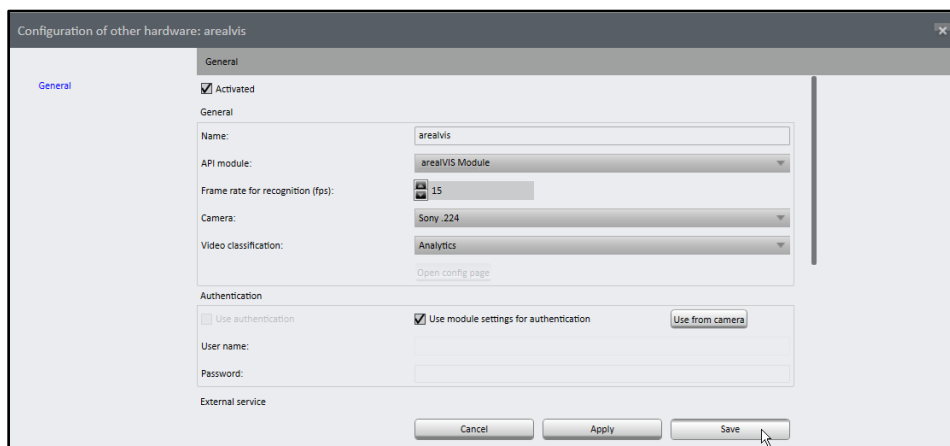 Configuration of other hardware: arealvis
General
General
Activated
General
Name: arealvis
API module: arealVIS Module
Frame rate for recognition (fps): 15
Camera: Sony .224
Video classification: Analytics
Open config page
Authentication
Use authentication Use module settings for authentication Use from camera
User name:
Password:
External service
Cancel Apply Save